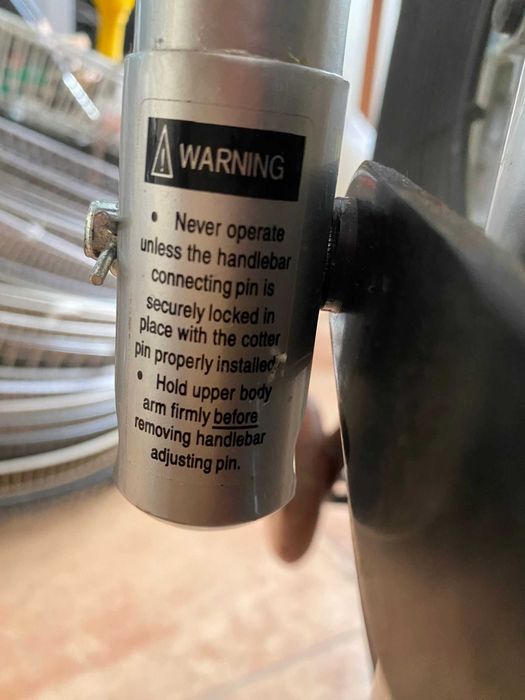 WARNING
• Never operate
unless the handlebar
connecting pin is
securely locked in
place with the cotter
pin properly installed.
• Hold upper body
arm firmly before
removing handlebar
adjusting pin.